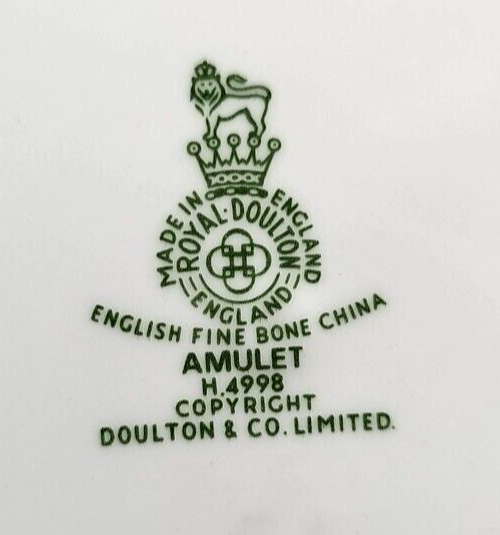 MADE IN ENGLAND
ROYAL·DOULTON
ENGLAND
ENGLISH FINE BONE CHINA
AMULET
H.4998
COPYRIGHT
DOULTON & CO. LIMITED.